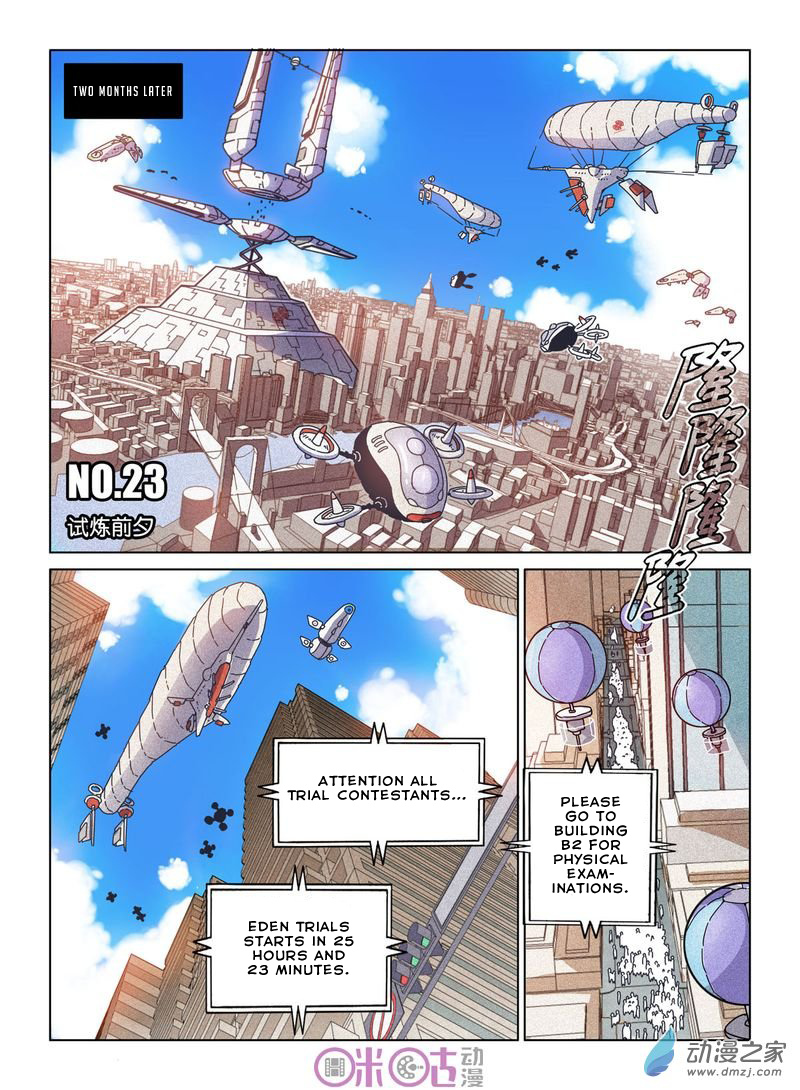 TWO MONTHS LATER
NO.23
试炼前夕
隆隆隆隆
ATTENTION ALL
TRIAL CONTESTANTS...
EDEN TRIALS
STARTS IN 25
HOURS AND
23 MINUTES.
PLEASE
GO TO
BUILDING
B2 FOR
PHYSICAL
EXAM-
INATIONS.
咪咕动漫
动漫之家
www.dmzj.com